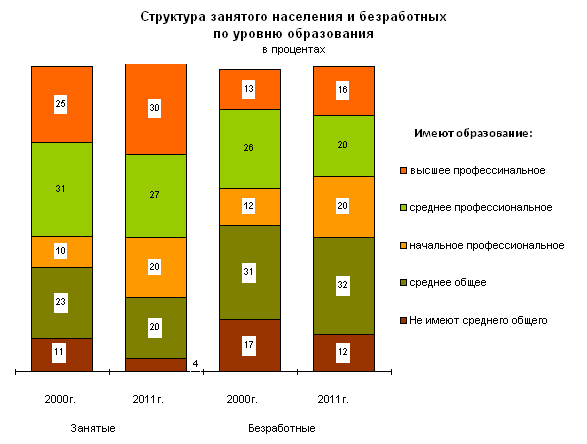 Структура занятого населения и безработных
по уровню образования
в процентах
25
31
10
23
11
30
27
20
20
4
13
26
12
31
17
16
20
20
32
12
Имеют образование:
высшее професинальное
среднее профессиональное
начальное профессиональное
среднее общее
Не имеют среднего общего
2000г. 2011г. 2000г. 2011г.
Занятые Безработные